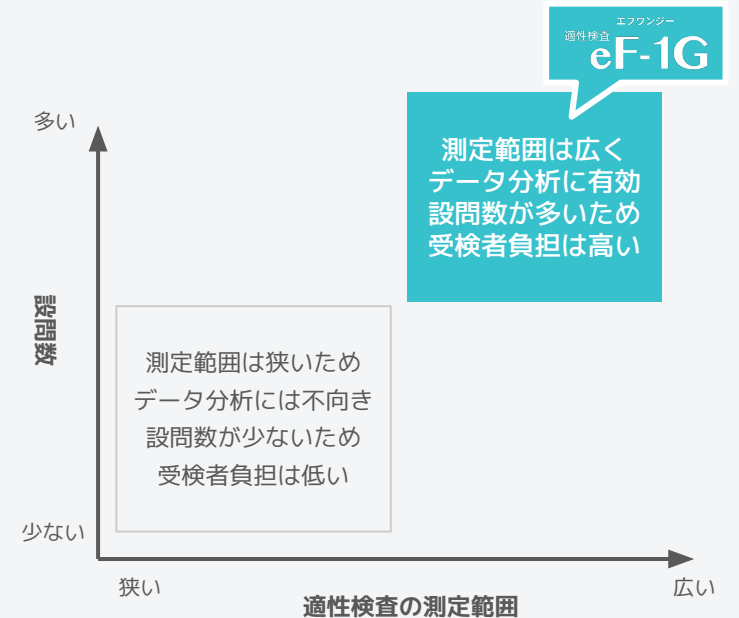 エフワンジー
適性検査 eF-1G
多い
測定範囲は広く
データ分析に有効
設問数が多いため
受検者負担は高い
設問数
測定範囲は狭いため
データ分析には不向き
設問数が少ないため
受検者負担は低い
少ない
狭い
広い
適性検査の測定範囲